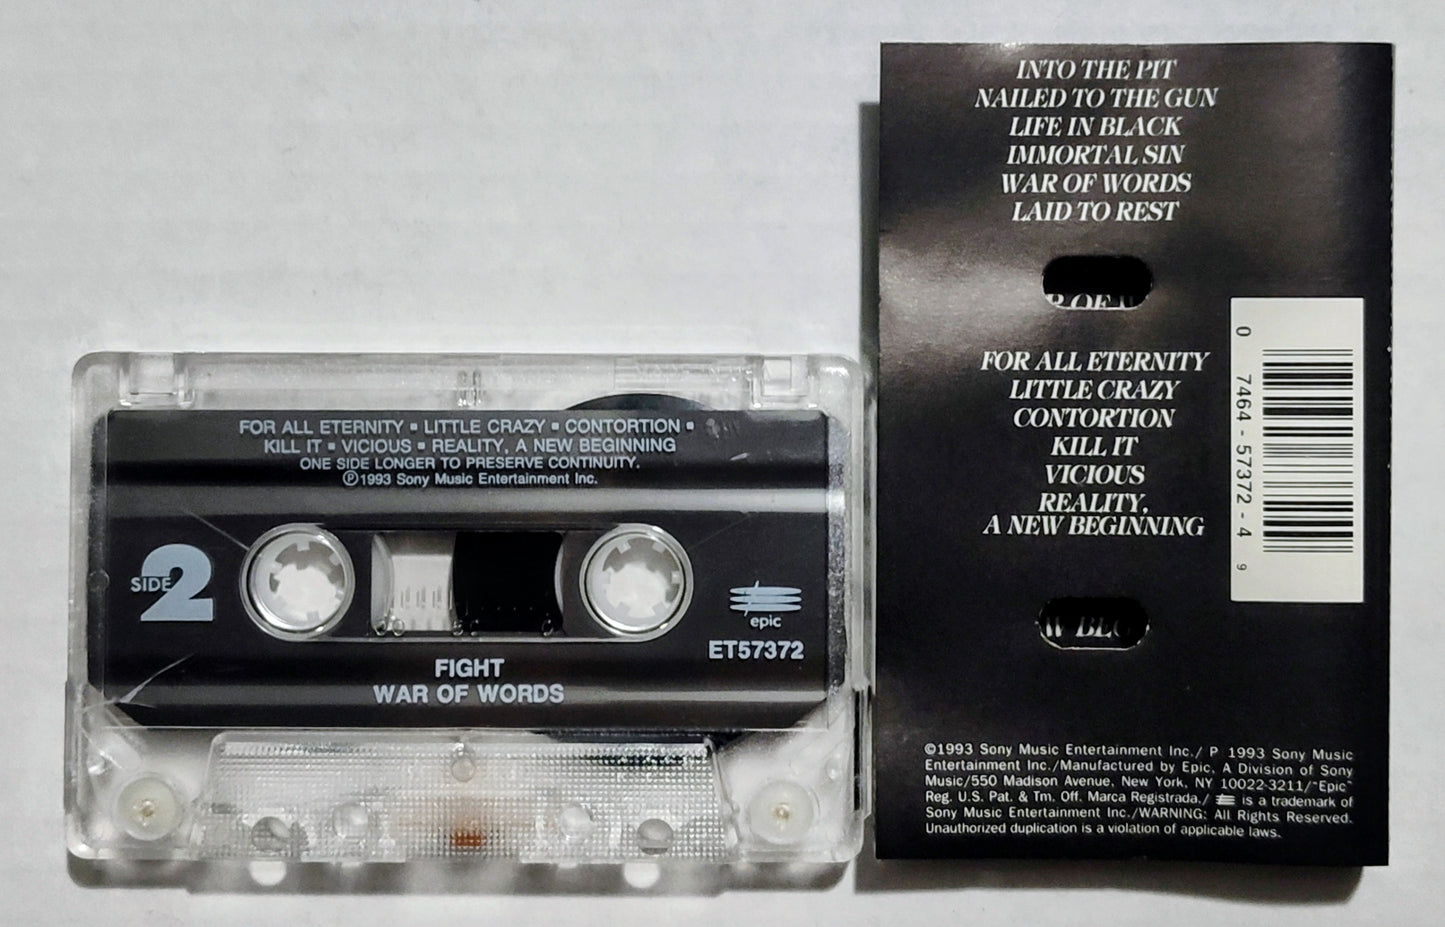 FOR ALL ETERNITY ▪ LITTLE CRAZY ▪ CONTORTION ▪
KILL IT ▪ VICIOUS ▪ REALITY, A NEW BEGINNING
ONE SIDE LONGER TO PRESERVE CONTINUITY.
Ⓟ1993 Sony Music Entertainment Inc.
SIDE 2
epic
ET57372
FIGHT
WAR OF WORDS
INTO THE PIT
NAILED TO THE GUN
LIFE IN BLACK
IMMORTAL SIN
WAR OF WORDS
LAID TO REST
OF
FOR ALL ETERNITY
LITTLE CRAZY
CONTORTION
KILL IT
VICIOUS
REALITY,
A NEW BEGINNING
0 7464-57372-4 9
©1993 Sony Music Entertainment Inc./ P 1993 Sony Music
Entertainment Inc./Manufactured by Epic, A Division of Sony
Music/550 Madison Avenue, New York, NY 10022-3211/"Epic"
Reg. U.S. Pat. & Tm. Off. Marca Registrada./ is a trademark of
Sony Music Entertainment Inc./WARNING: All Rights Reserved.
Unauthorized duplication is a violation of applicable laws.